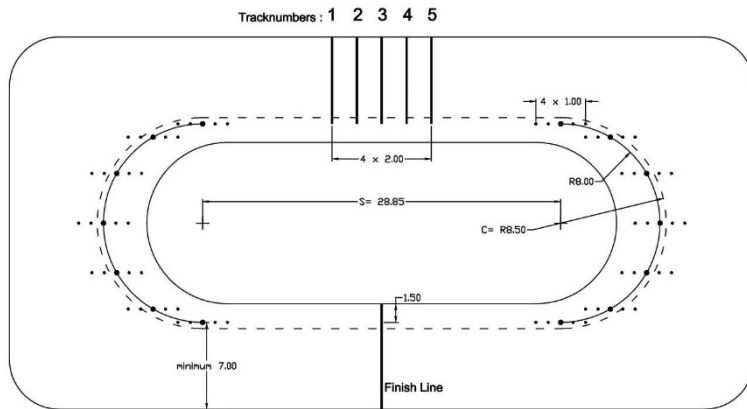 Tracknumbers : 1 2 3 4 5
4 x 1.00
4 x 2.00
R8.00
S= 28.85
C= R8.50
1.50
minimum 7.00
Finish Line